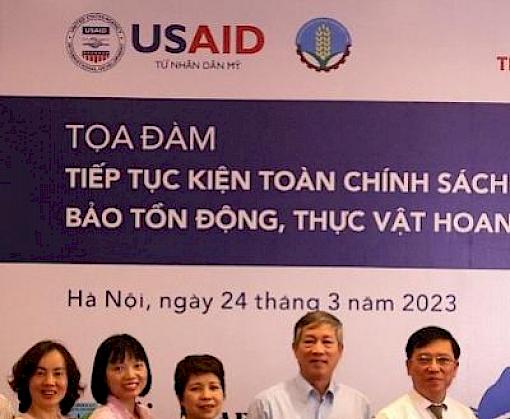 USAID
TỪ NHÂN DÂN MỸ
TỌA ĐÀM
TIẾP TỤC KIỆN TOÀN CHÍNH SÁCH
BẢO TỒN ĐỘNG, THỰC VẬT HOAN
Hà Nội, ngày 24 tháng 3 năm 2023